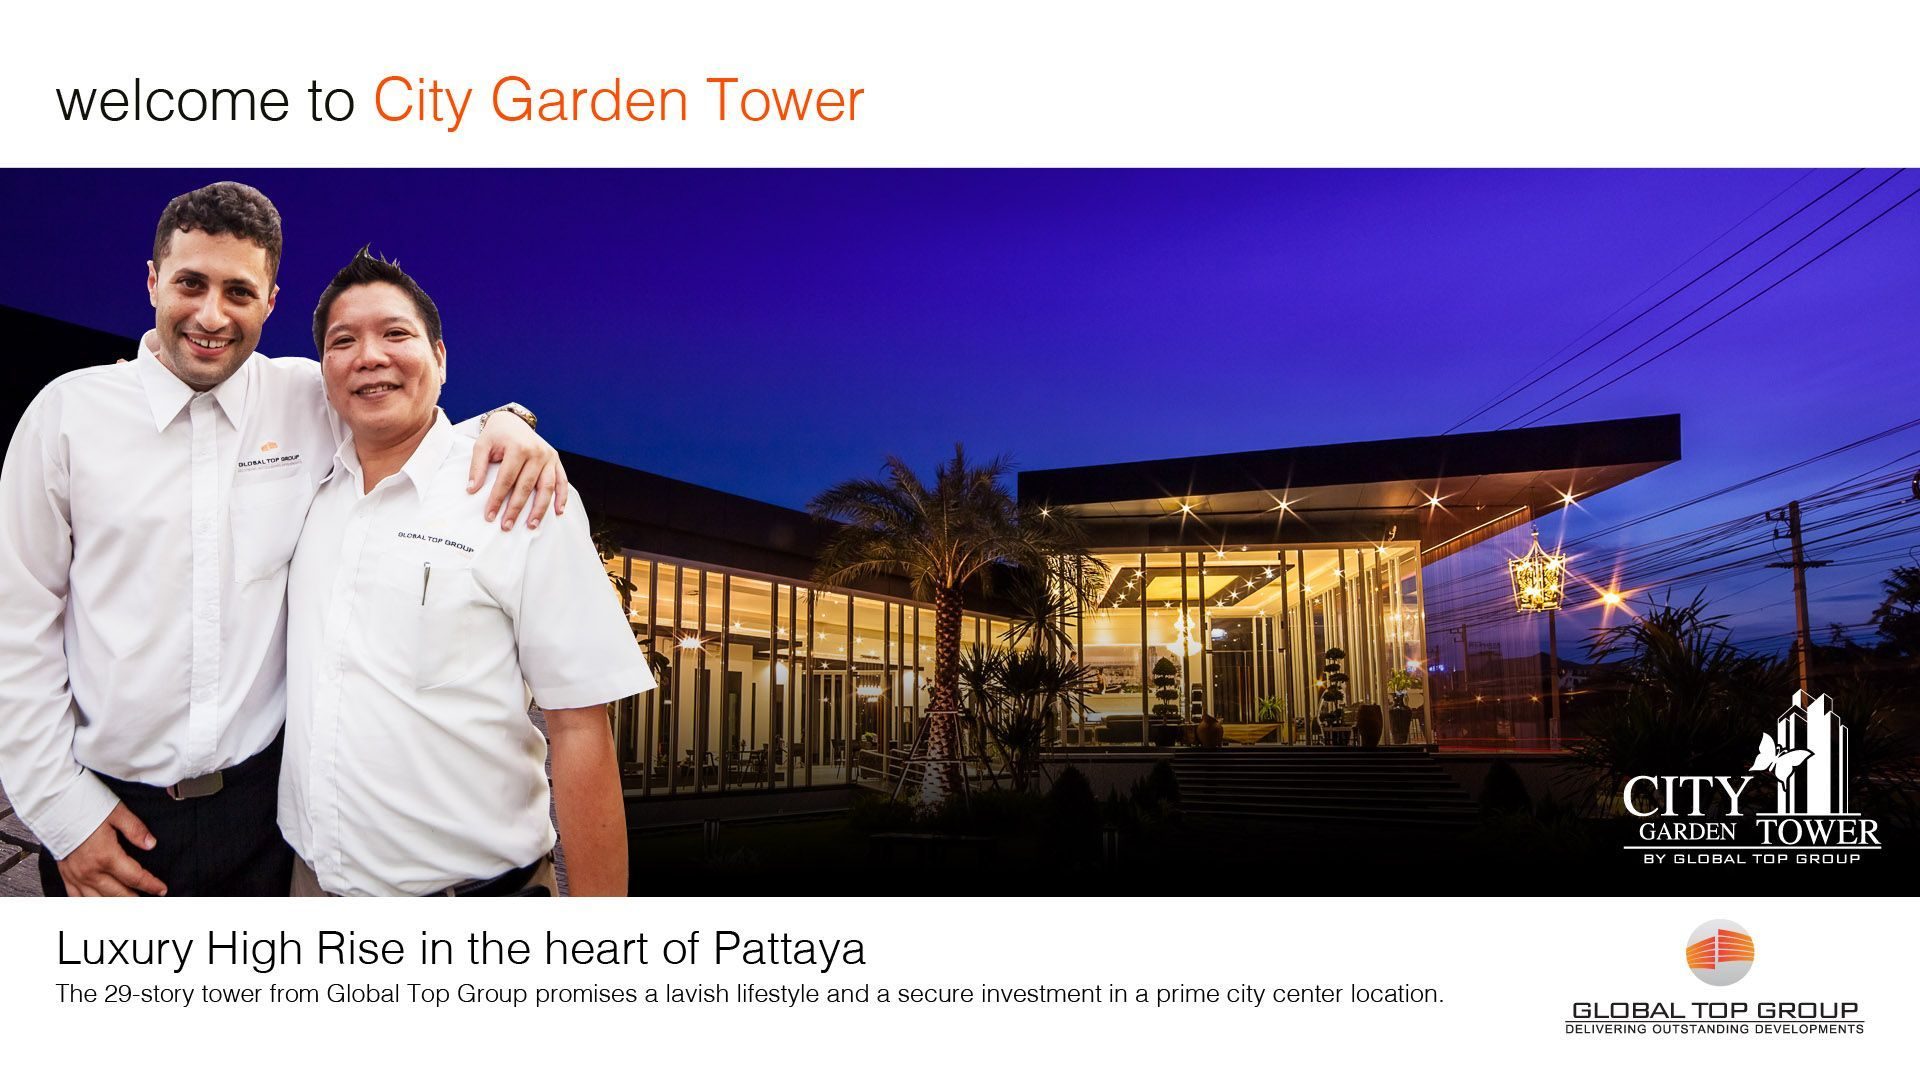 welcome to City Garden Tower
GLOBAL TOP GROUP
GLOBAL TOP GROUP
CITY
GARDEN TOWER
BY GLOBAL TOP GROUP
Luxury High Rise in the heart of Pattaya
The 29-story tower from Global Top Group promises a lavish lifestyle and a secure investment in a prime city center location.
GLOBAL TOP GROUP
DELIVERING OUTSTANDING DEVELOPMENTS